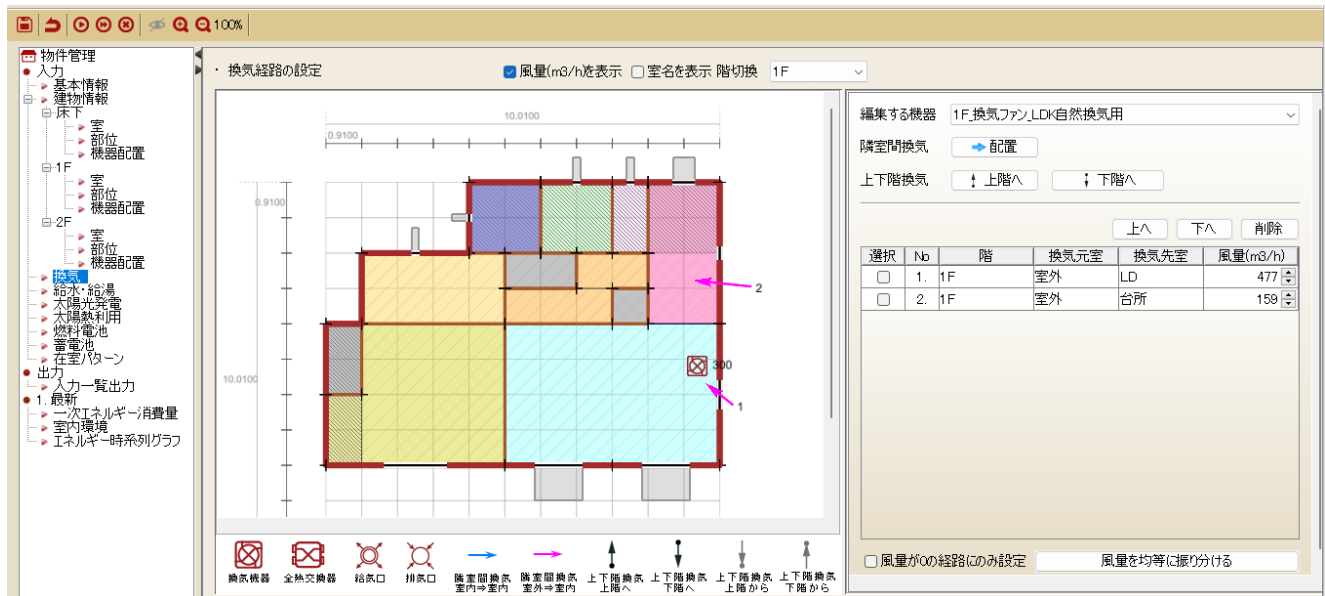 100%
物件管理
入力
基本情報
建物情報
床下
室
部位
機器配置
1F
室
部位
機器配置
2F
室
部位
機器配置
換気
給水・給湯
太陽光発電
太陽熱利用
燃料電池
蓄電池
在室パターン
出力
入力一覧出力
1. 最新
一次エネルギー消費量
室内環境
エネルギー時系列グラフ
・ 換気経路の設定
風量(m3/h)を表示 室名を表示 階切換 1F
10.0100
0.9100
0.9100
2
300
10.0100
1
換気機器 全熱交換器 給気口 排気口 隣室間換気 室内⇒室内 隣室間換気 室外⇒室内 上下階換気 上階へ 上下階換気 下階へ 上下階換気 上階から 上下階換気 下階から
編集する機器 1F_換気ファン_LDK自然換気用
隣室間換気 配置
上下階換気 上階へ 下階へ
上へ 下へ 削除
選択 No 階 換気元室 換気先室 風量(m3/h)
1. 1F 室外 LD 477
2. 1F 室外 台所 159
風量が0の経路にのみ設定 風量を均等に振り分ける